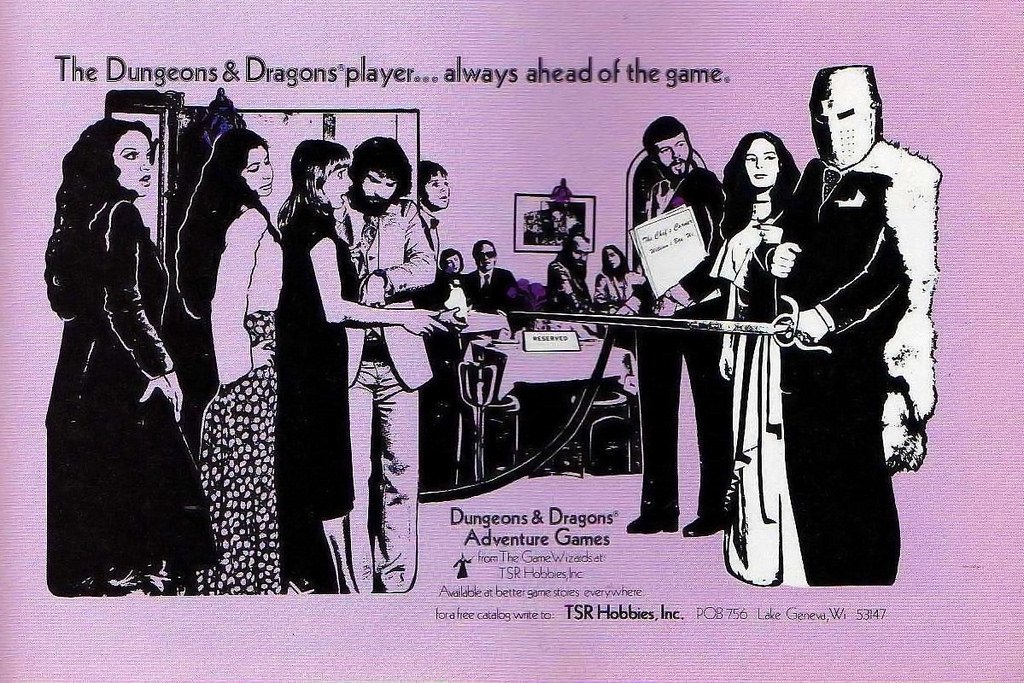 The Dungeons & Dragons® player... always ahead of the game.
The Chef's
RESERVED
Dungeons & Dragons®
Adventure Games
from The Game Wizards at:
TSR Hobbies, Inc.
Available at better game stores everywhere.
for a free catalog write to: TSR Hobbies, Inc. POB 756 Lake Geneva, Wi 53147